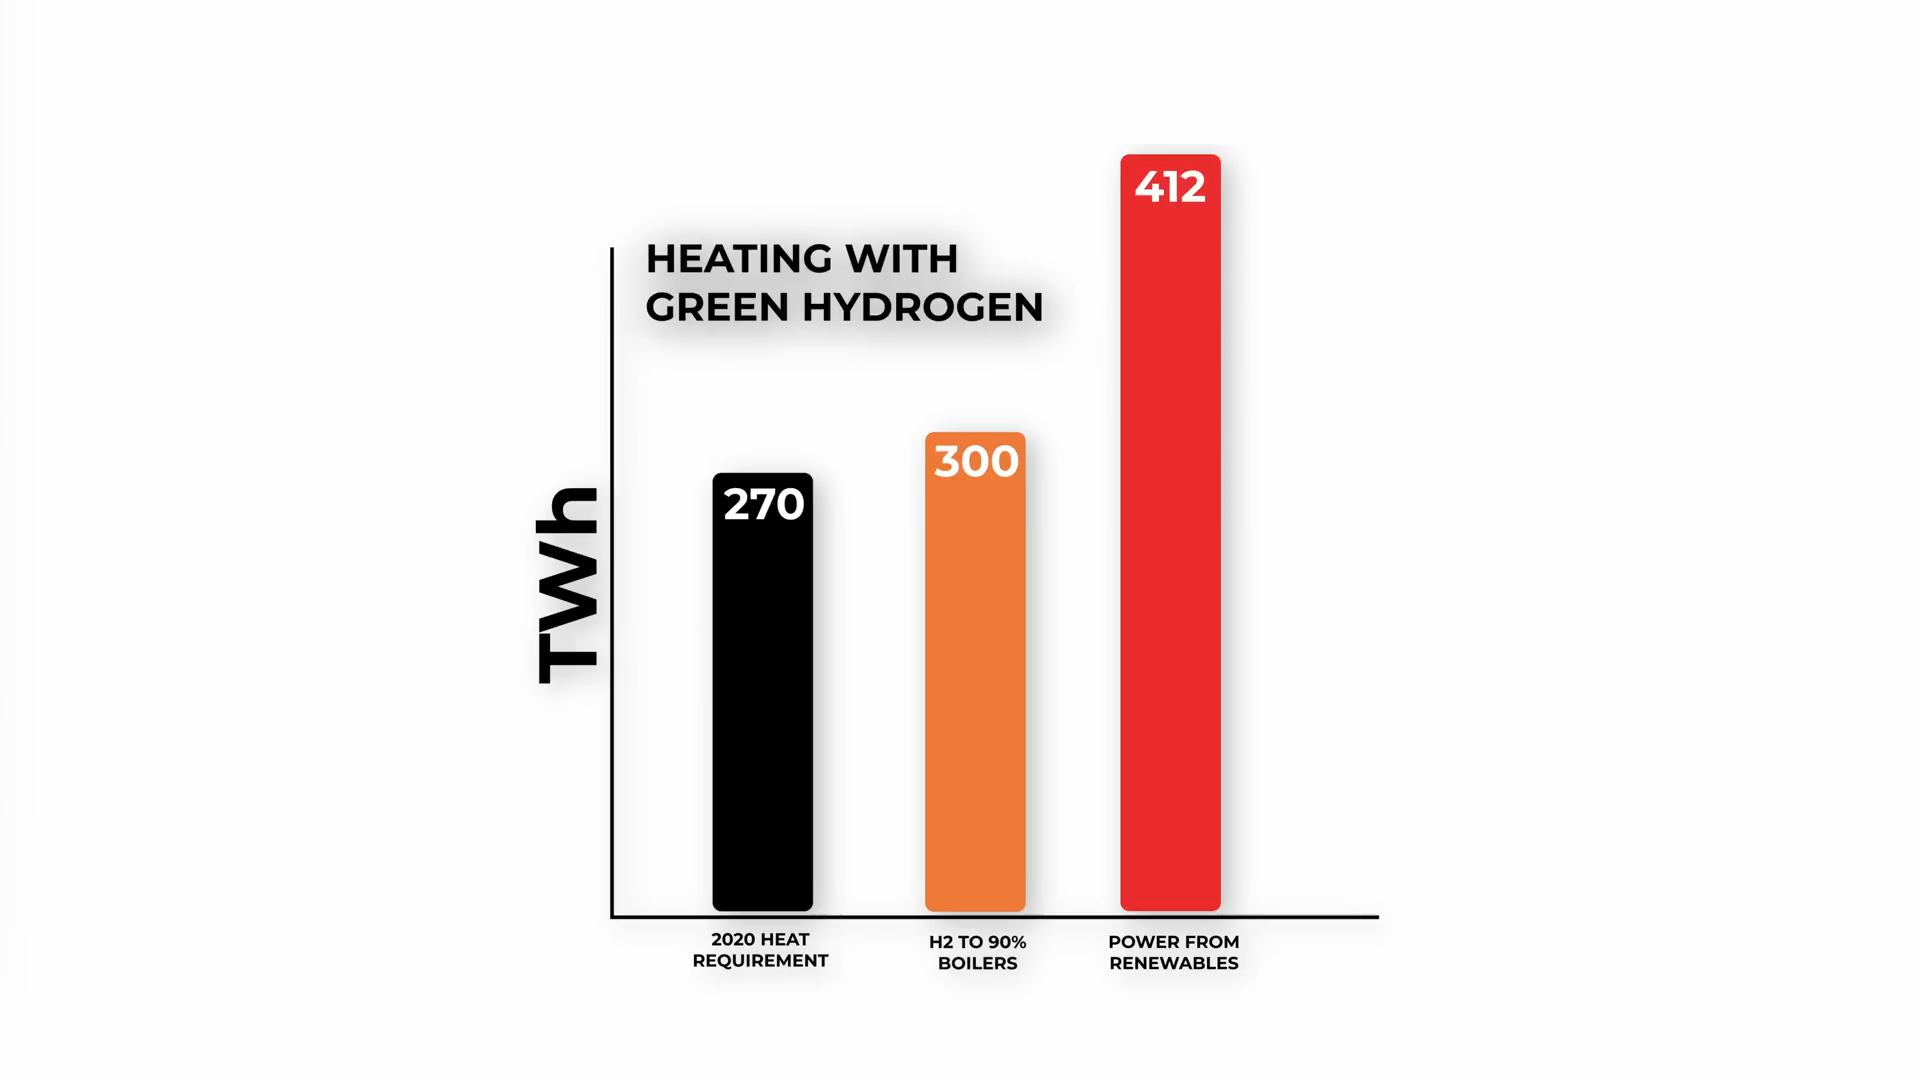 HEATING WITH
GREEN HYDROGEN
TWh
270
300
412
2020 HEAT
REQUIREMENT
H2 TO 90%
BOILERS
POWER FROM
RENEWABLES